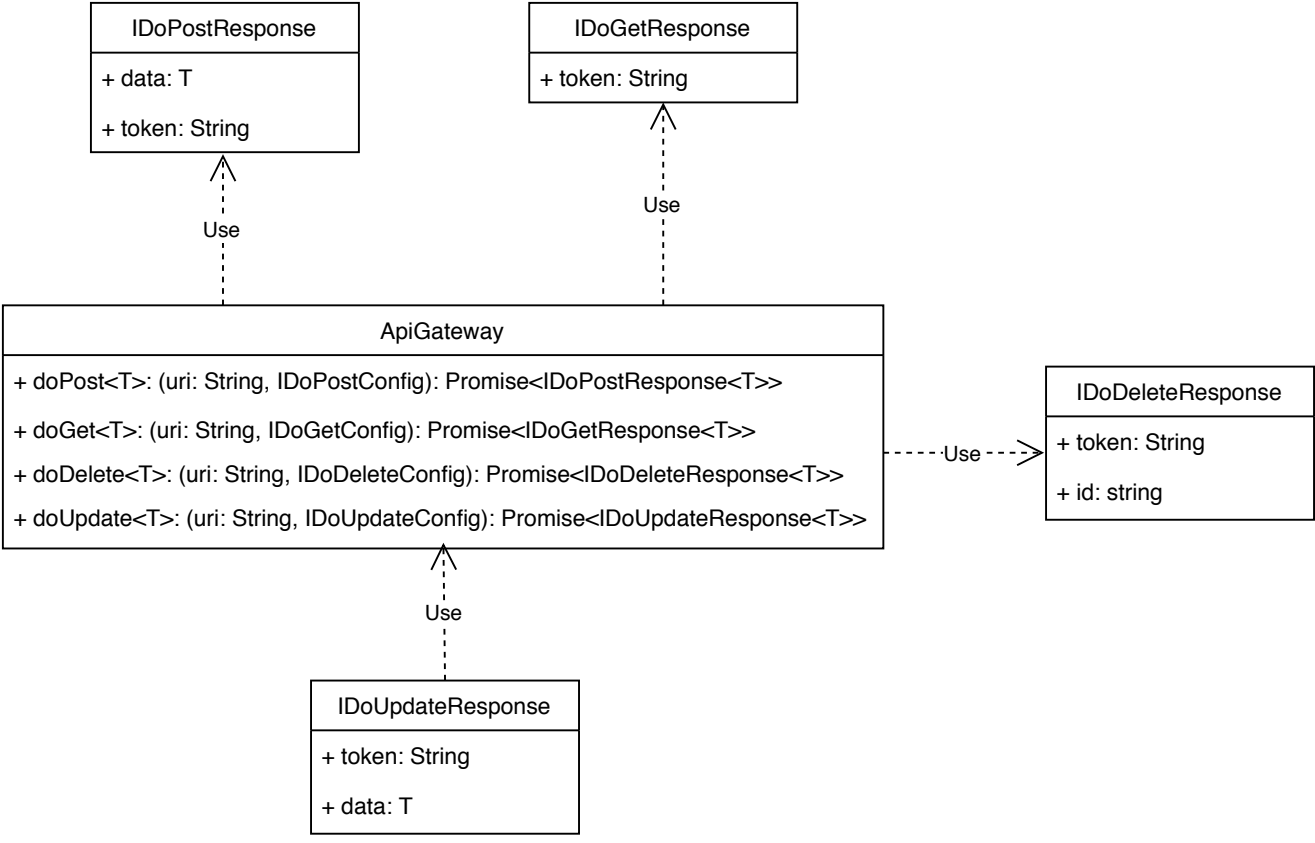 IDoPostResponse
+ data: T
+ token: String
IDoGetResponse
+ token: String
Use
Use
ApiGateway
+ doPost<T>: (uri: String, IDoPostConfig): Promise<IDoPostResponse<T>>
+ doGet<T>: (uri: String, IDoGetConfig): Promise<IDoGetResponse<T>>
+ doDelete<T>: (uri: String, IDoDeleteConfig): Promise<IDoDeleteResponse<T>>
+ doUpdate<T>: (uri: String, IDoUpdateConfig): Promise<IDoUpdateResponse<T>>
Use
IDoDeleteResponse
+ token: String
+ id: string
Use
IDoUpdateResponse
+ token: String
+ data: T